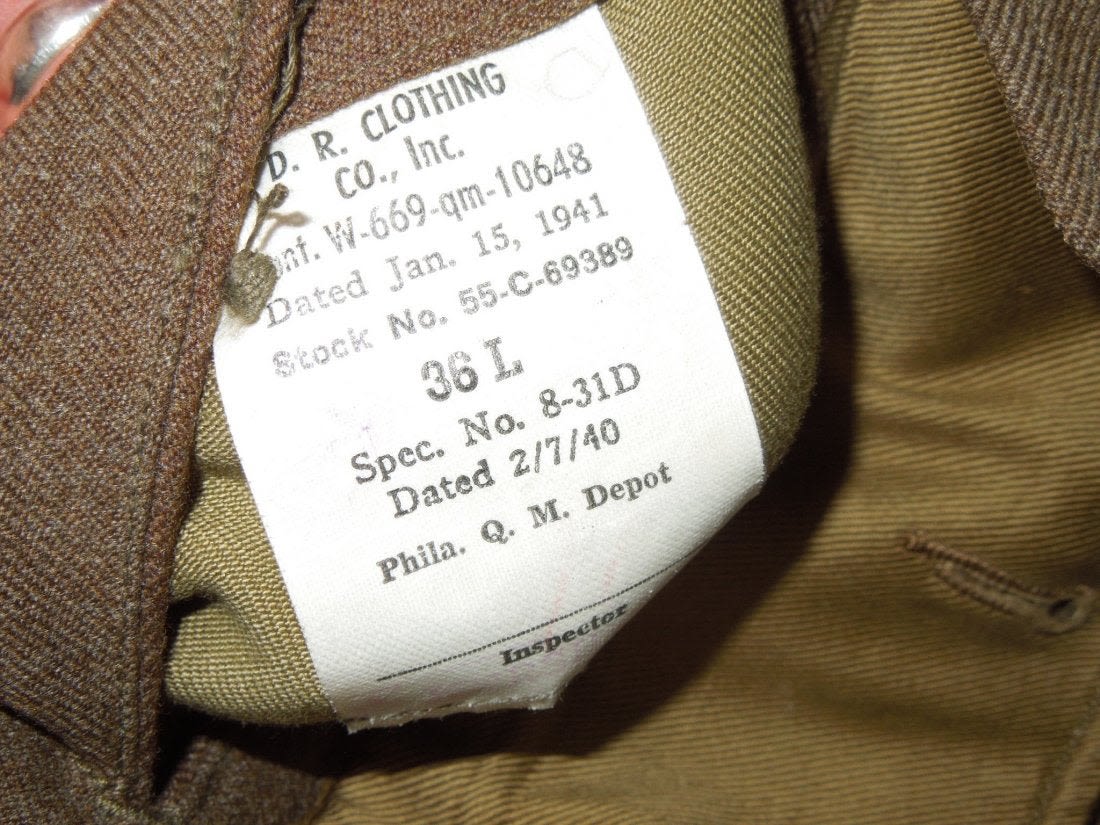 D. R. CLOTHING
CO., Inc.
W-669-qm-10648
Dated Jan. 15, 1941
Stock No. 55-C-69389
36 L
Spec. No. 8-31D
Dated 2/7/40
Phila. Q. M. Depot
Inspector